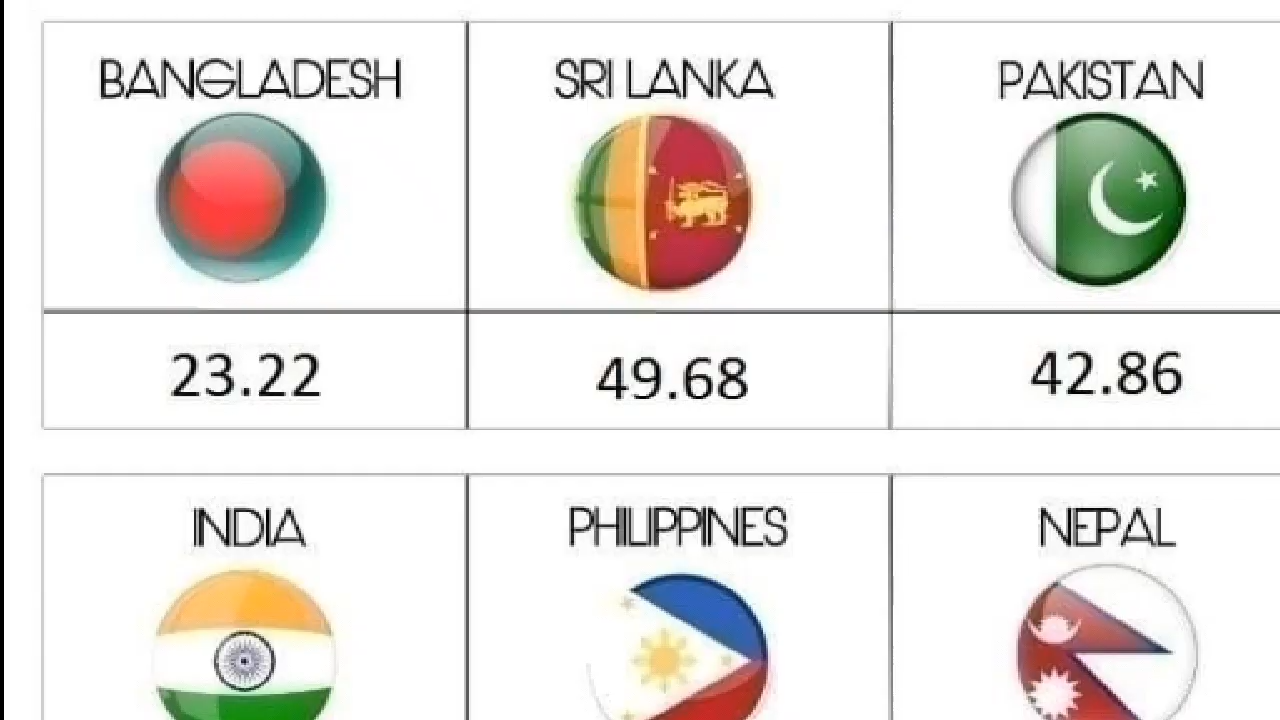 BANGLADESH SRI LANKA PAKISTAN
23.22 49.68 42.86
INDIA PHILIPPINES NEPAL